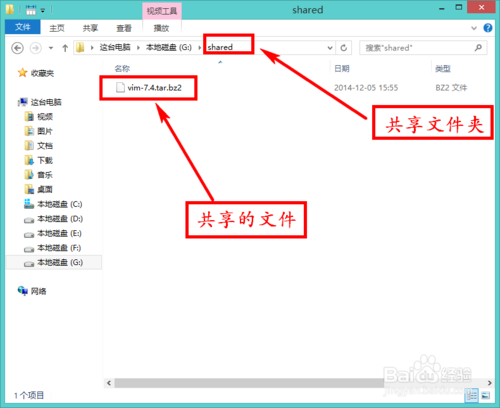 视频工具
shared
文件 主页 共享 查看 播放
这台电脑 本地磁盘 (G:) shared
搜索"shared"
名称 日期 类型
vim-7.4.tar.bz2 2014-12-05 15:55 BZ2 文件
收藏夹
这台电脑
视频
图片
文档
下载
音乐
桌面
本地磁盘 (C:)
本地磁盘 (D:)
本地磁盘 (E:)
本地磁盘 (F:)
本地磁盘 (G:)
网络
共享文件夹
共享的文件
1 个项目
Baidu经验